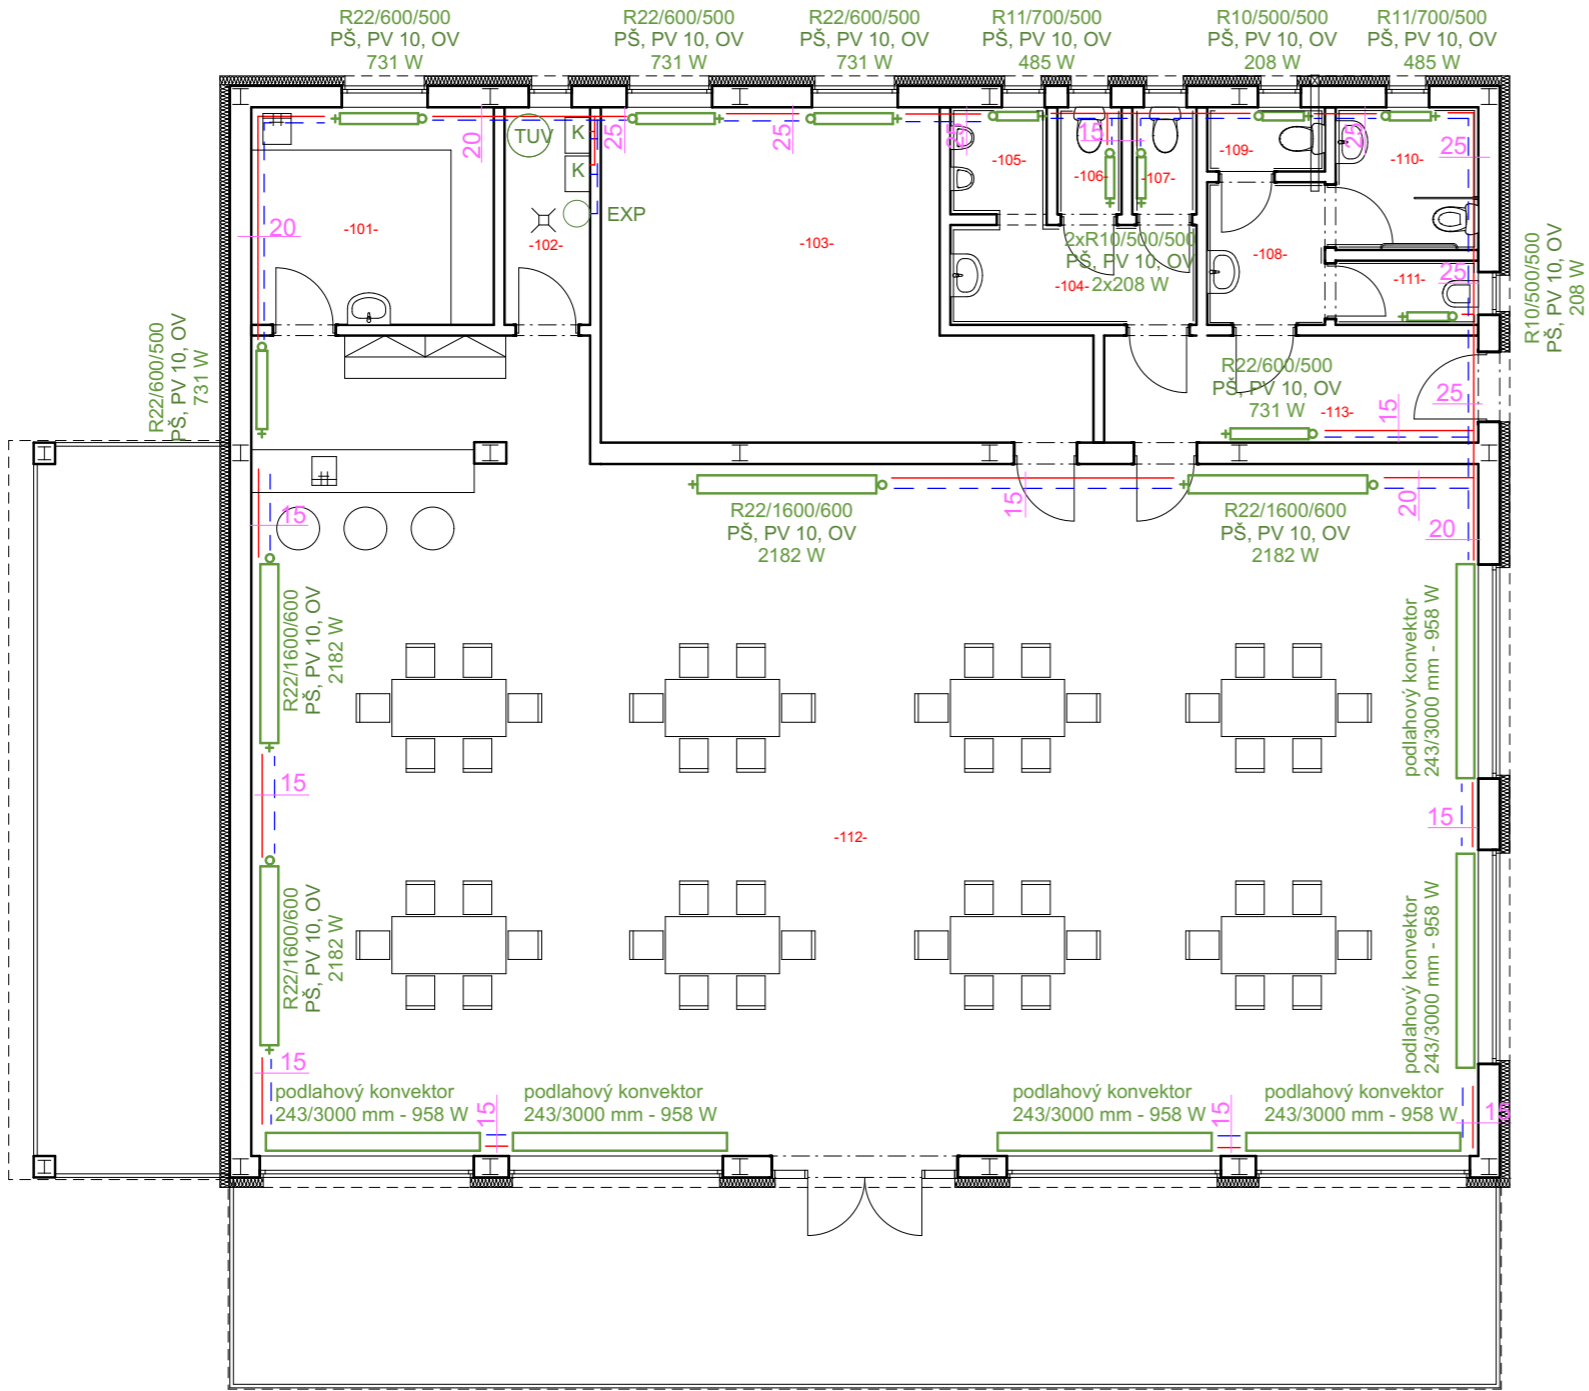 R22/600/500
PŠ, PV 10, OV
731 W
R22/600/500
PŠ, PV 10, OV
731 W
R22/600/500
PŠ, PV 10, OV
731 W
R11/700/500
PŠ, PV 10, OV
485 W
R10/500/500
PŠ, PV 10, OV
208 W
R11/700/500
PŠ, PV 10, OV
485 W
20
TUV
K
K
25
25
25
15
25
25
EXP
20
-101-
-102-
-103-
-105-
-106-
-107-
-109-
-110-
-104-
-108-
-111-
25
2xR10/500/500
PŠ, PV 10, OV
2x208 W
R10/500/500
PŠ, PV 10, OV
208 W
R22/600/500
PŠ, PV 10, OV
731 W
R22/600/500
PŠ, PV 10, OV
731 W
-113-
15
25
15
R22/1600/600
PŠ, PV 10, OV
2182 W
15
R22/1600/600
PŠ, PV 10, OV
2182 W
20
20
R22/1600/600
PŠ, PV 10, OV
2182 W
podlahový konvektor
243/3000 mm - 958 W
15
15
-112-
R22/1600/600
PŠ, PV 10, OV
2182 W
podlahový konvektor
243/3000 mm - 958 W
15
podlahový konvektor
243/3000 mm - 958 W
15
podlahový konvektor
243/3000 mm - 958 W
podlahový konvektor
243/3000 mm - 958 W
15
podlahový konvektor
243/3000 mm - 958 W
15